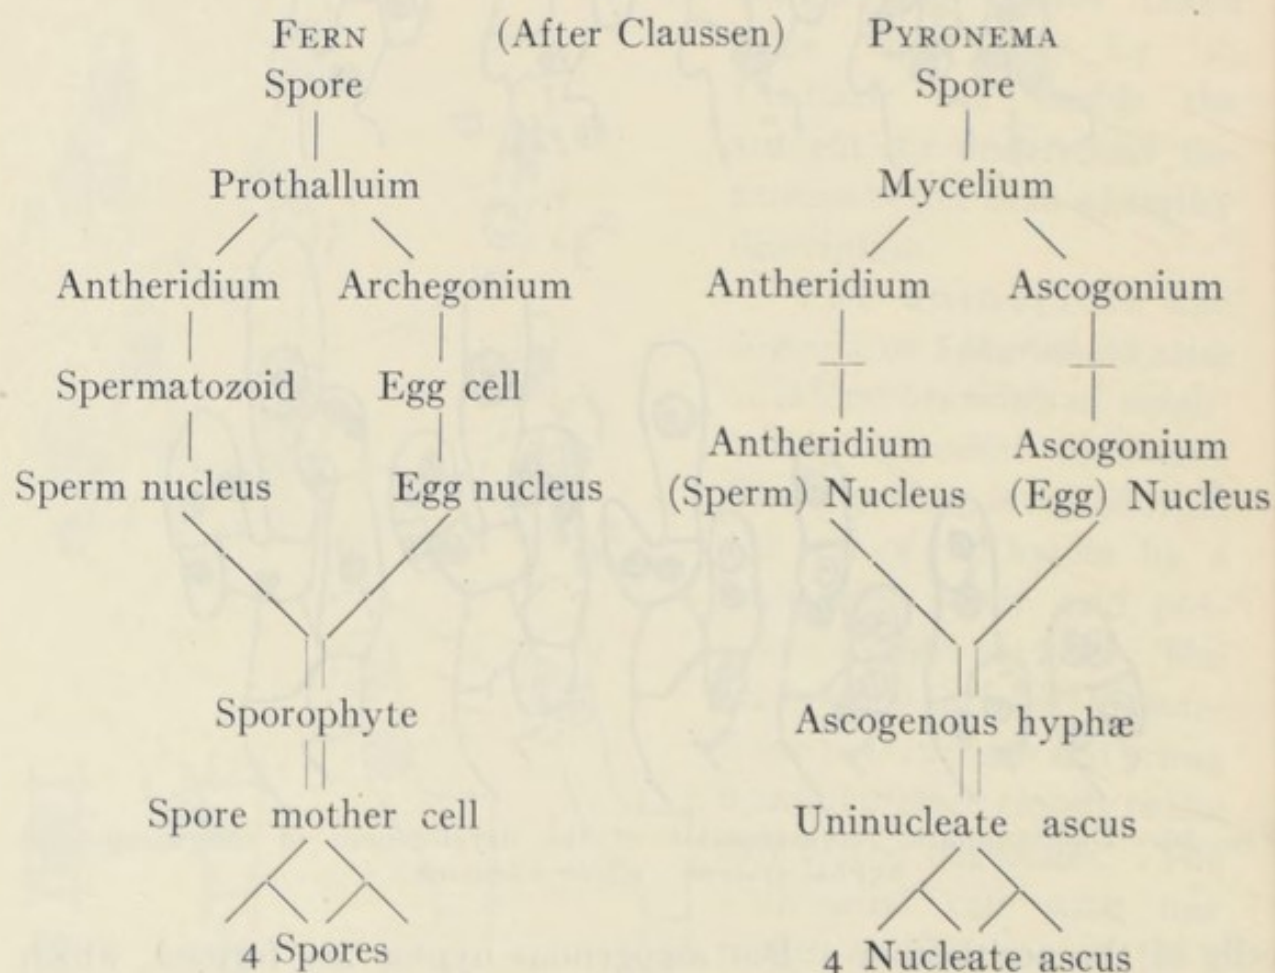 FERN (After Claussen) PYRONEMA
Spore Spore
Prothalluim Mycelium
Antheridium Archegonium Antheridium Ascogonium
Spermatozoid Egg cell
Antheridium Ascogonium
Sperm nucleus Egg nucleus (Sperm) Nucleus (Egg) Nucleus
Sporophyte Ascogenous hyphæ
Spore mother cell Uninucleate ascus
4 Spores 4 Nucleate ascus